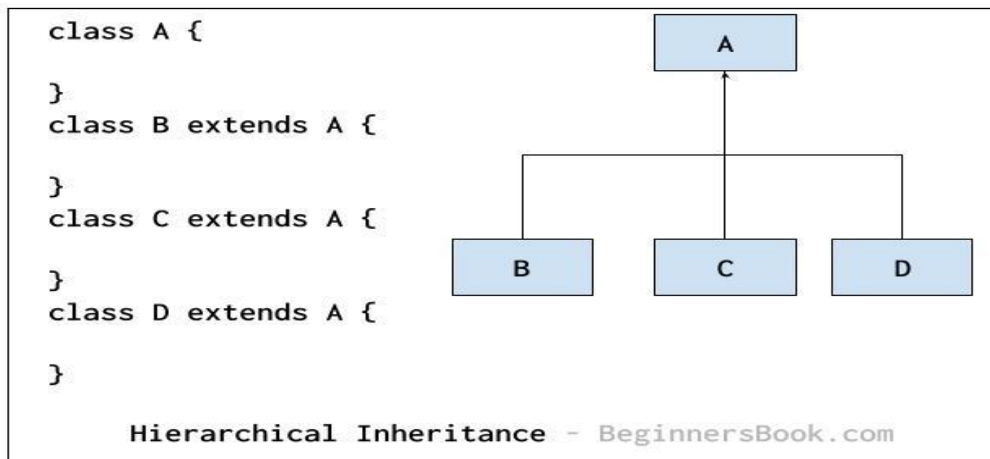 class A {
}
class B extends A {
}
class C extends A {
}
class D extends A {
}
A
B C D
Hierarchical Inheritance - BeginnersBook.com